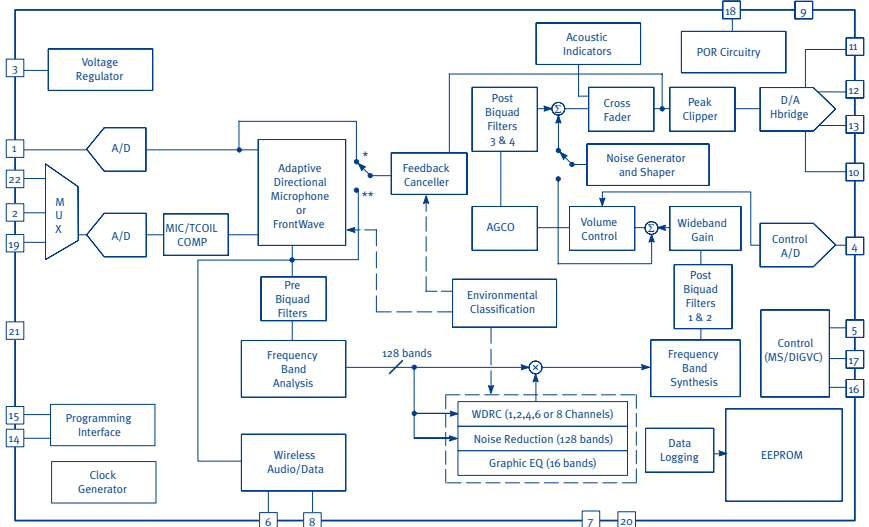 18
9
Acoustic
Indicators
POR Circuitry
11
Voltage
Regulator
3
Post
Biquad
Filters
3 & 4
Σ
Cross
Fader
Peak
Clipper
D/A
Hbridge
12
13
1
A/D
*
Adaptive
Directional
Microphone
or
FrontWave
Feedback
Canceller
Noise Generator
and Shaper
10
22
2
19
M
U
X
**
A/D
MIC/TCOIL
COMP
AGCO
Volume
Control
Σ
Wideband
Gain
Control
A/D
4
Pre
Biquad
Filters
Environmental
Classification
Post
Biquad
Filters
1 & 2
21
Frequency
Band
Analysis
128 bands
×
Frequency
Band
Synthesis
Control
(MS/DIGVC)
5
17
16
15
14
Programming
Interface
WDRC (1,2,4,6 or 8 Channels)
Noise Reduction (128 bands)
Graphic EQ (16 bands)
Wireless
Audio/Data
Data
Logging
EEPROM
Clock
Generator
6
8
7
20